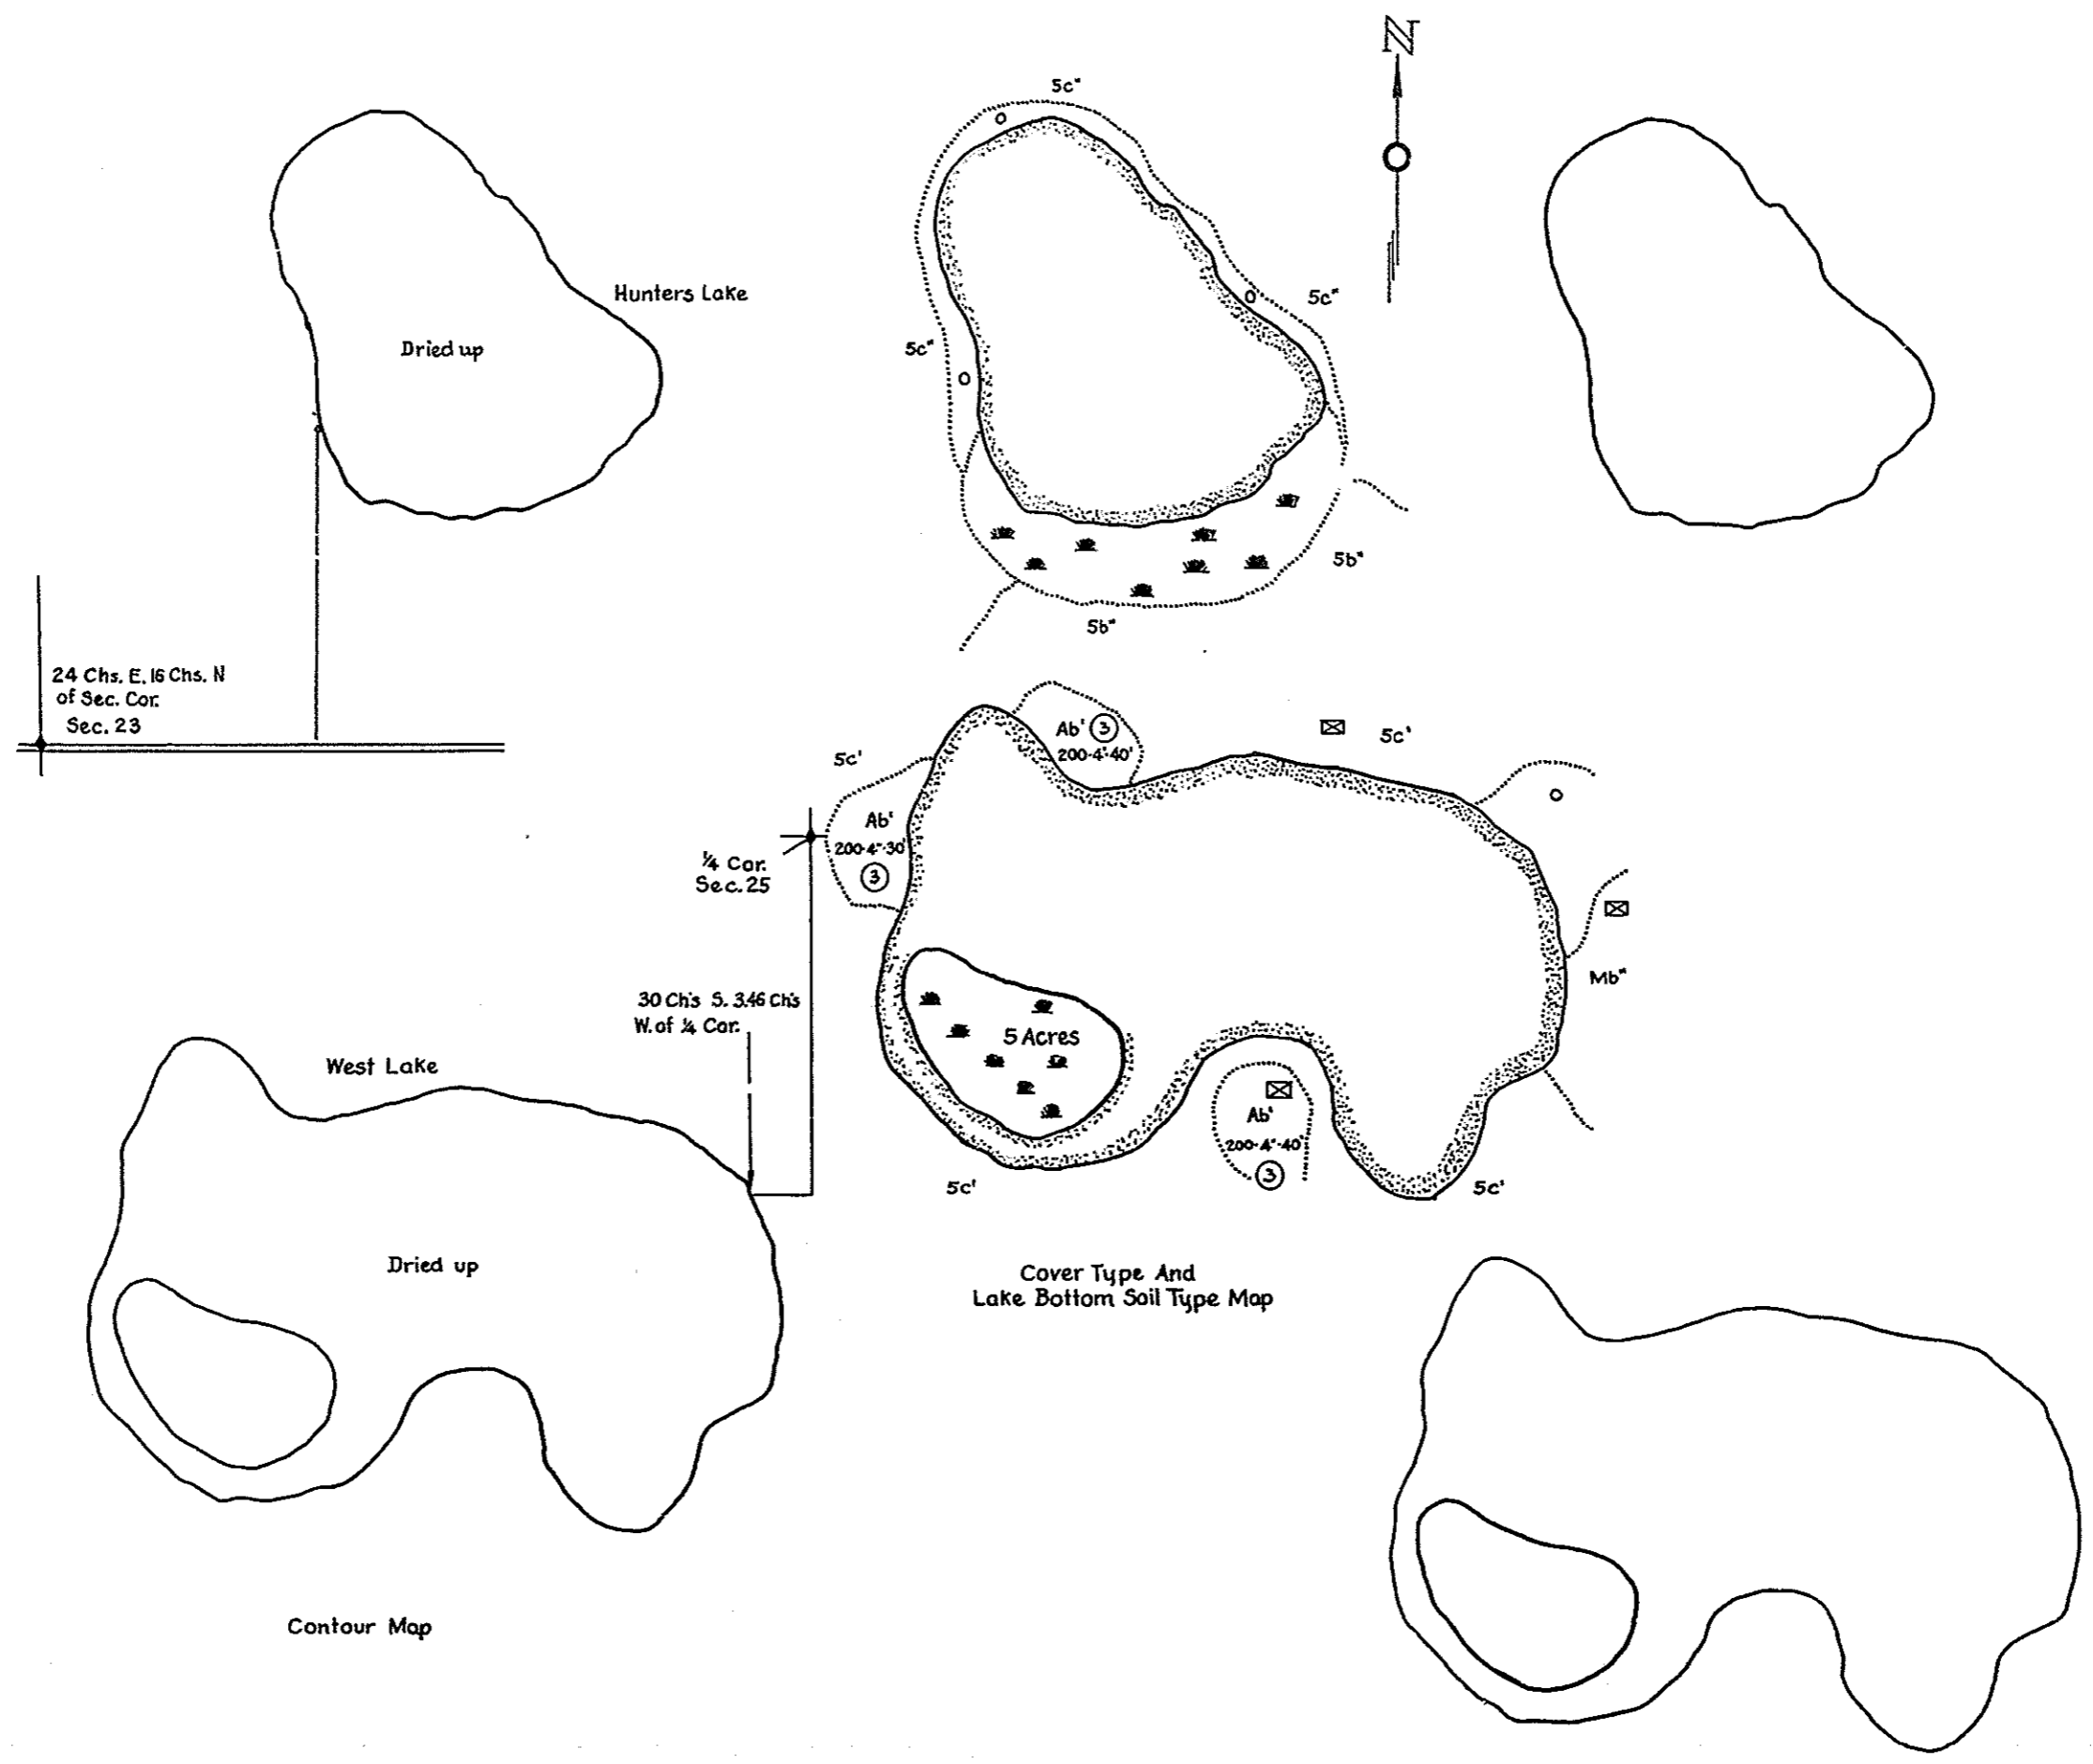 N
5c"
Hunters Lake
5c"
5c"
Dried up
5b"
5b"
24 Chs. E. 16 Chs. N
of Sec. Cor.
Sec. 23
Ab' 3
200-4'-40'
5c'
5c'
Ab'
200-4"-30'
3
1/4 Cor.
Sec. 25
Mb"
30 Ch's S. 3.46 Ch's
W. of 1/4 Cor.
5 Acres
West Lake
Ab'
200-4"-40'
3
5c'
5c'
Dried up
Cover Type And
Lake Bottom Soil Type Map
Contour Map